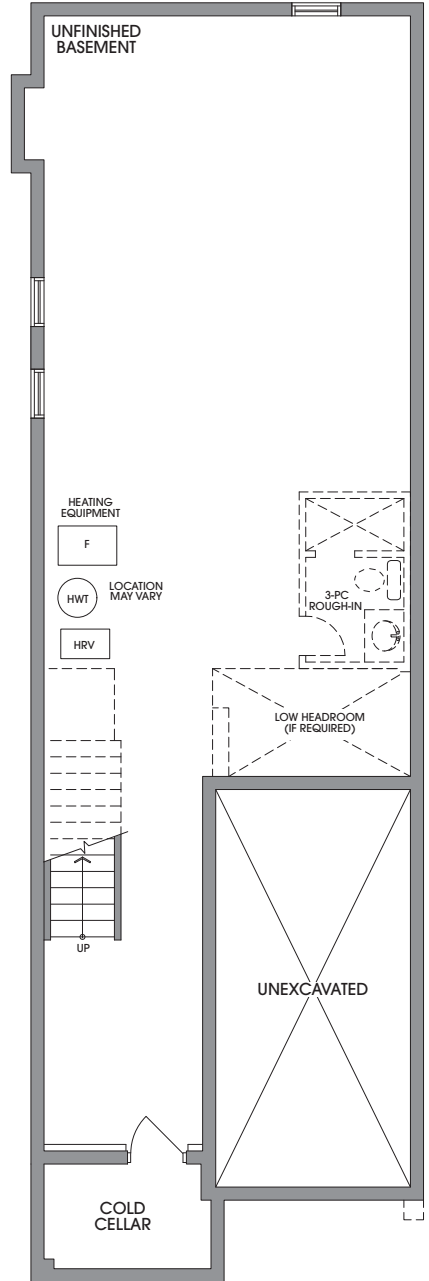 UNFINISHED
BASEMENT
HEATING
EQUIPMENT
F
HWT
LOCATION
MAY VARY
HRV
3-PC
ROUGH-IN
LOW HEADROOM
(IF REQUIRED)
UP
UNEXCAVATED
COLD
CELLAR